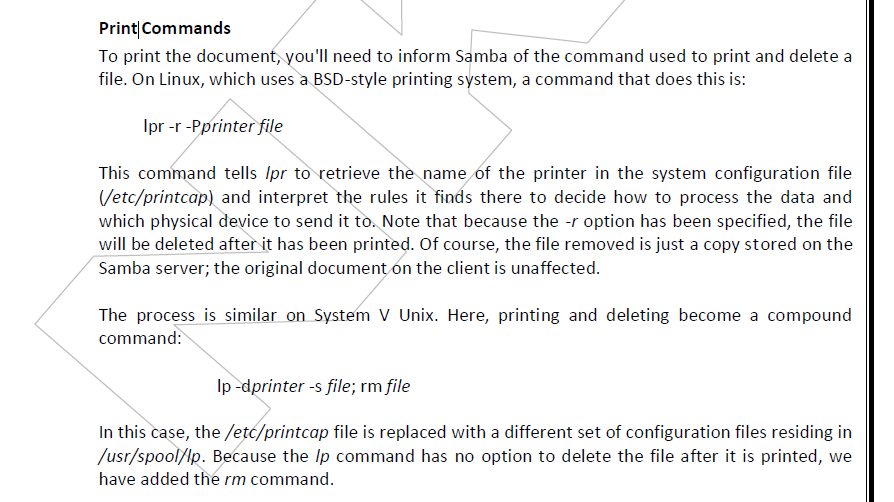 Print Commands
To print the document, you'll need to inform Samba of the command used to print and delete a
file. On Linux, which uses a BSD-style printing system, a command that does this is:
lpr -r -Pprinter file
This command tells lpr to retrieve the name of the printer in the system configuration file
(/etc/printcap) and interpret the rules it finds there to decide how to process the data and
which physical device to send it to. Note that because the -r option has been specified, the file
will be deleted after it has been printed. Of course, the file removed is just a copy stored on the
Samba server; the original document on the client is unaffected.
The process is similar on System V Unix. Here, printing and deleting become a compound
command:
lp -dprinter -s file; rm file
In this case, the /etc/printcap file is replaced with a different set of configuration files residing in
/usr/spool/lp. Because the lp command has no option to delete the file after it is printed, we
have added the rm command.